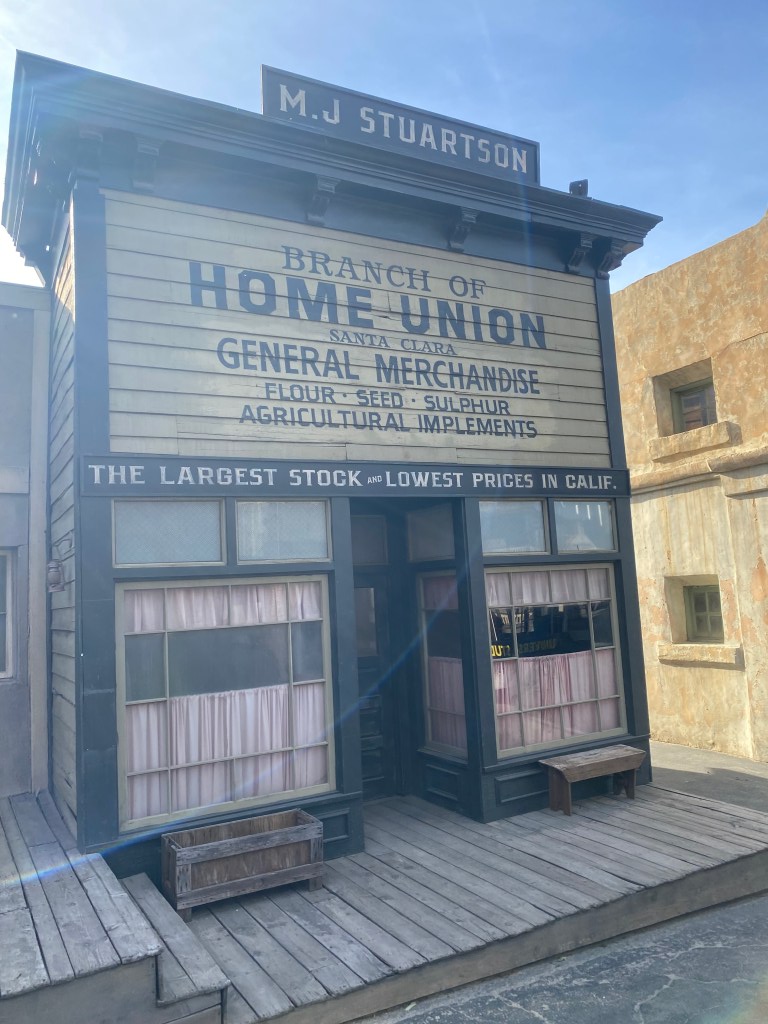 M.J STUARTSON
BRANCH OF
HOME UNION
SANTA CLARA
GENERAL MERCHANDISE
FLOUR · SEED · SULPHUR
AGRICULTURAL IMPLEMENTS
THE LARGEST STOCK AND LOWEST PRICES IN CALIF.